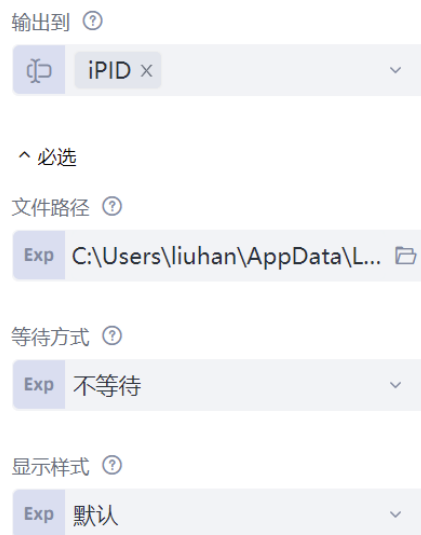 输出到
iPID
必选
文件路径
Exp C:\Users\liuhan\AppData\L...
等待方式
Exp 不等待
显示样式
Exp 默认